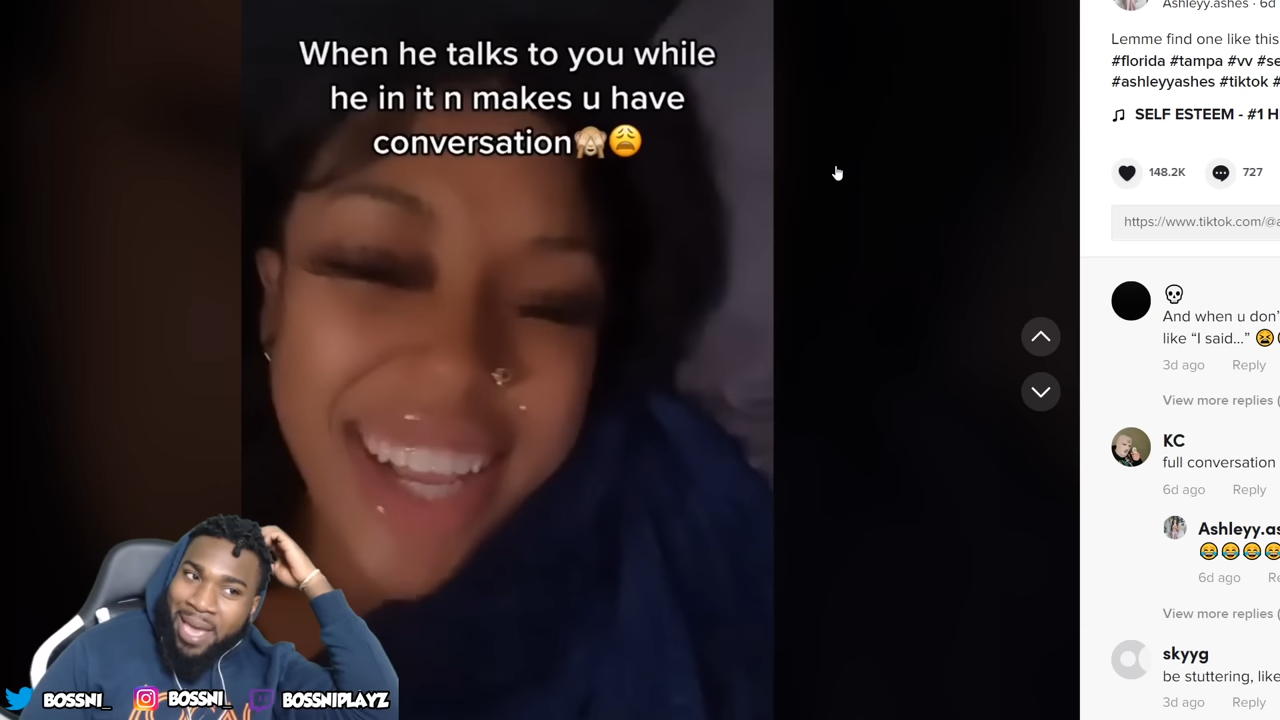 When he talks to you while
he in it n makes u have
conversation🙈😩
Ashleyy.ashes · 6d
Lemme find one like this
#florida #tampa #vv #se
#ashleyyashes #tiktok #
SELF ESTEEM - #1 H
148.2K
727
https://www.tiktok.com/@a
💀
And when u don’
like “I said...” 😫
3d ago Reply
View more replies (
KC
full conversation
6d ago Reply
Ashleyy.as
😂😂😂😂
6d ago Re
View more replies (
skyyg
be stuttering, like
3d ago Reply
BOSSNI_ BOSSNI_ BOSSNIPLAYZ